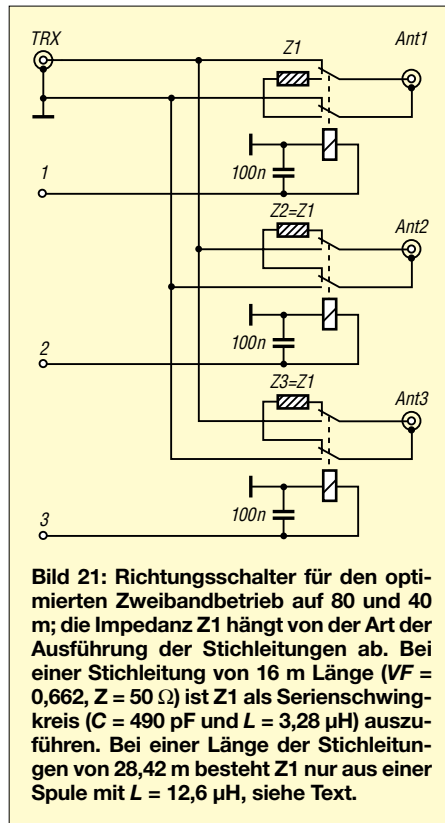 TRX
Z1
Ant1
100n
1
Z2=Z1
Ant2
100n
2
Z3=Z1
Ant3
100n
3
Bild 21: Richtungsschalter für den opti-
mierten Zweibandbetrieb auf 80 und 40
m; die Impedanz Z1 hängt von der Art der
Ausführung der Stichleitungen ab. Bei
einer Stichleitung von 16 m Länge (VF =
0,662, Z = 50 Ω) ist Z1 als Serienschwing-
kreis (C = 490 pF und L = 3,28 µH) auszu-
führen. Bei einer Länge der Stichleitun-
gen von 28,42 m besteht Z1 nur aus einer
Spule mit L = 12,6 µH, siehe Text.